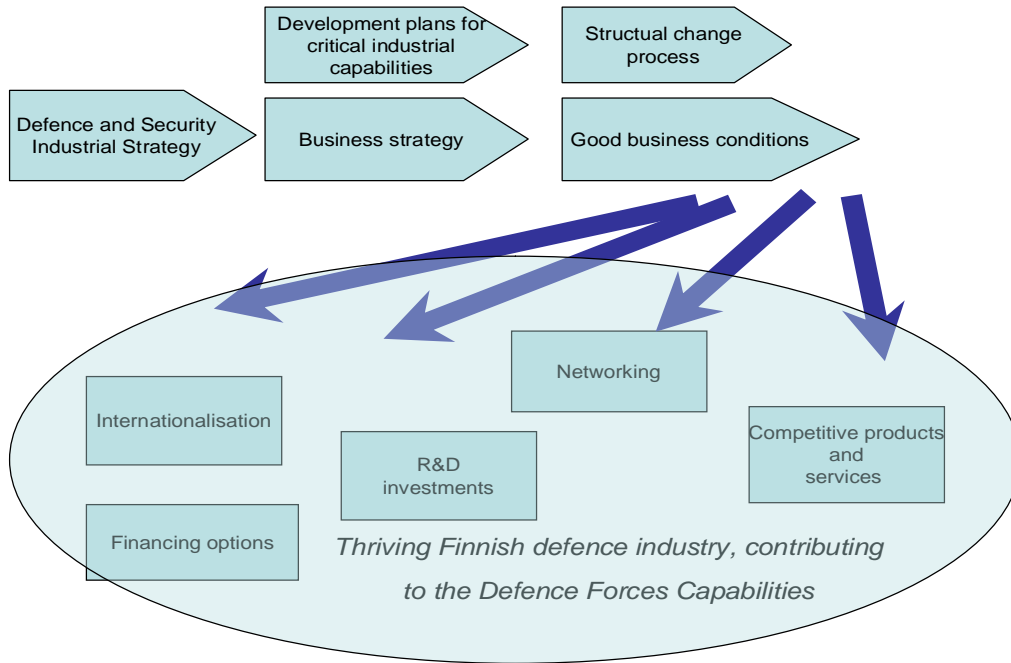 Development plans for
critical industrial
capabilities
Structual change
process
Defence and Security
Industrial Strategy
Business strategy
Good business conditions
Networking
Internationalisation
Competitive products
and
services
R&D
investments
Financing options
Thriving Finnish defence industry, contributing
to the Defence Forces Capabilities